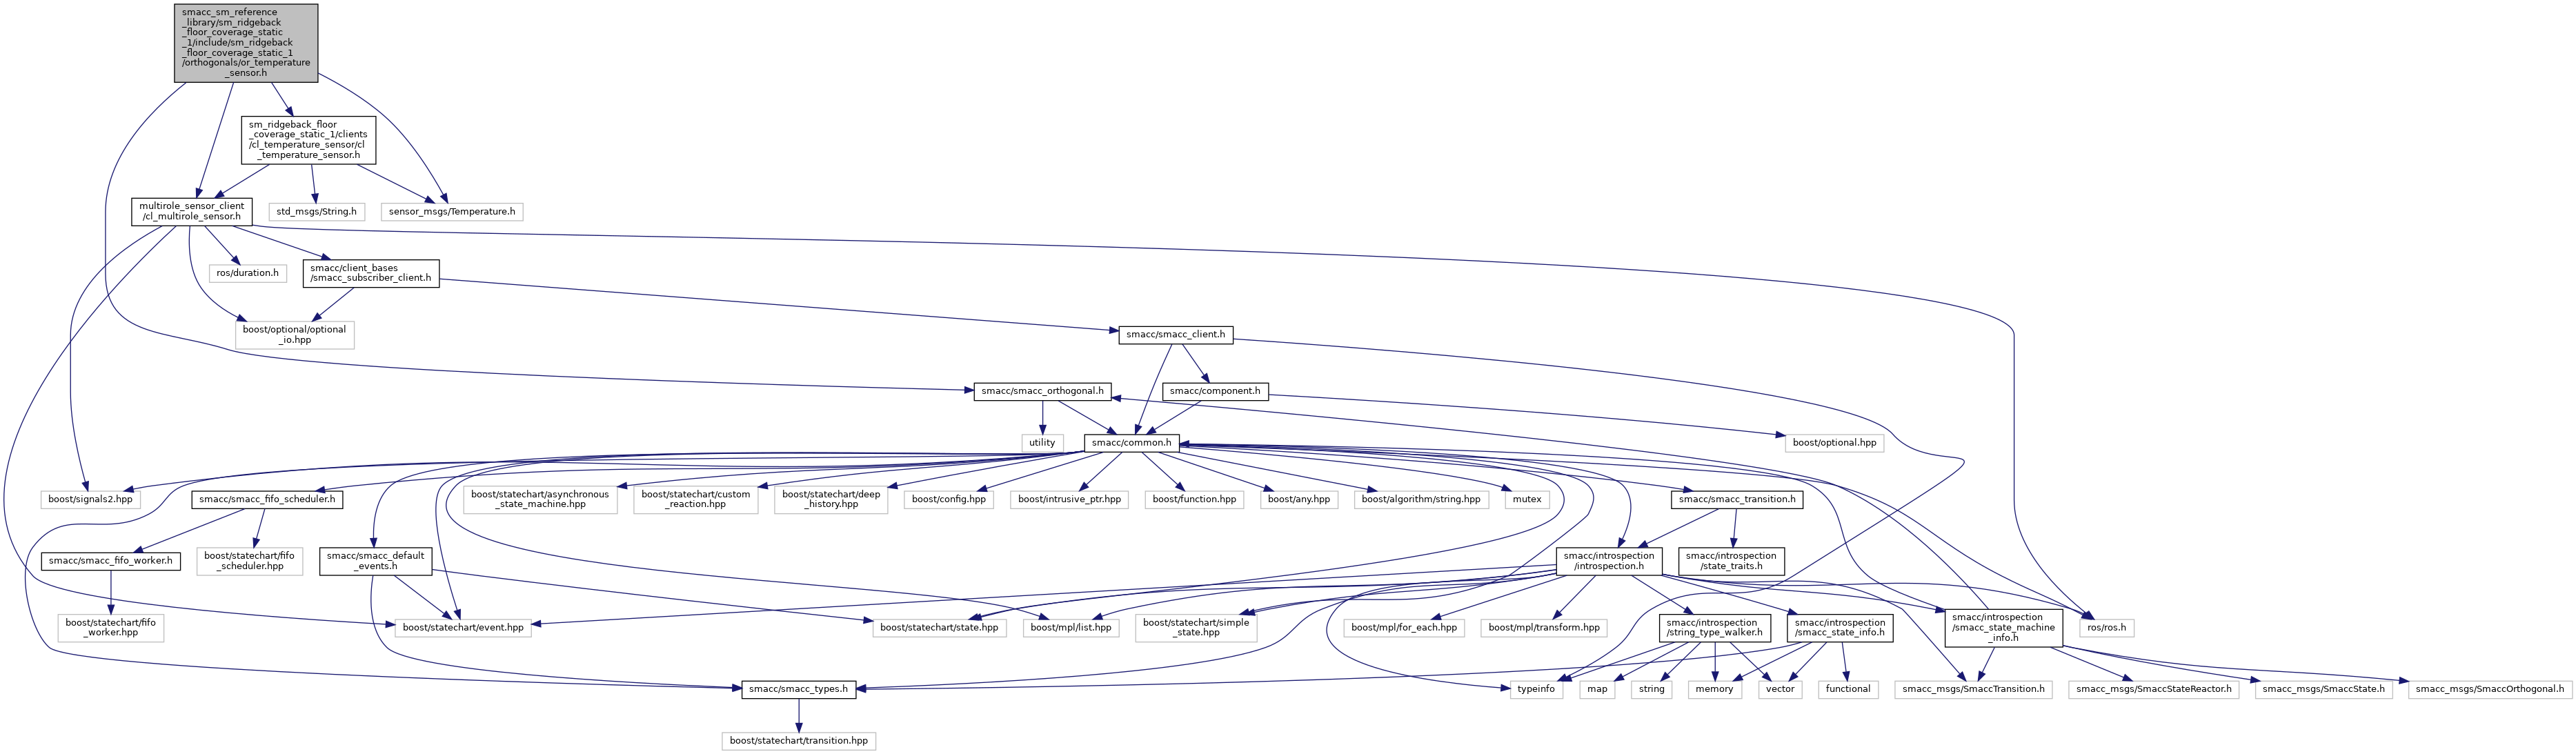 smacc_sm_reference
_library/sm_ridgeback
_floor_coverage_static
_1/include/sm_ridgeback
_floor_coverage_static_1
/orthogonals/or_temperature
_sensor.h
sm_ridgeback_floor
_coverage_static_1/clients
/cl_temperature_sensor/cl
_temperature_sensor.h
multirole_sensor_client
/cl_multirole_sensor.h
std_msgs/String.h
sensor_msgs/Temperature.h
ros/duration.h
smacc/client_bases
/smacc_subscriber_client.h
boost/optional/optional
_io.hpp
smacc/smacc_client.h
smacc/smacc_orthogonal.h
smacc/component.h
utility
smacc/common.h
boost/optional.hpp
boost/signals2.hpp
smacc/smacc_fifo_scheduler.h
boost/statechart/asynchronous
_state_machine.hpp
boost/statechart/custom
_reaction.hpp
boost/statechart/deep
_history.hpp
boost/config.hpp
boost/intrusive_ptr.hpp
boost/function.hpp
boost/any.hpp
boost/algorithm/string.hpp
mutex
smacc/smacc_transition.h
smacc/smacc_fifo_worker.h
boost/statechart/fifo
_scheduler.hpp
smacc/smacc_default
_events.h
smacc/introspection
/introspection.h
smacc/introspection
/state_traits.h
boost/statechart/fifo
_worker.hpp
boost/statechart/event.hpp
boost/statechart/state.hpp
boost/mpl/list.hpp
boost/statechart/simple
_state.hpp
boost/mpl/for_each.hpp
boost/mpl/transform.hpp
smacc/introspection
/string_type_walker.h
smacc/introspection
/smacc_state_info.h
smacc/introspection
/smacc_state_machine
_info.h
ros/ros.h
smacc/smacc_types.h
typeinfo
map
string
memory
vector
functional
smacc_msgs/SmaccTransition.h
smacc_msgs/SmaccStateReactor.h
smacc_msgs/SmaccState.h
smacc_msgs/SmaccOrthogonal.h
boost/statechart/transition.hpp